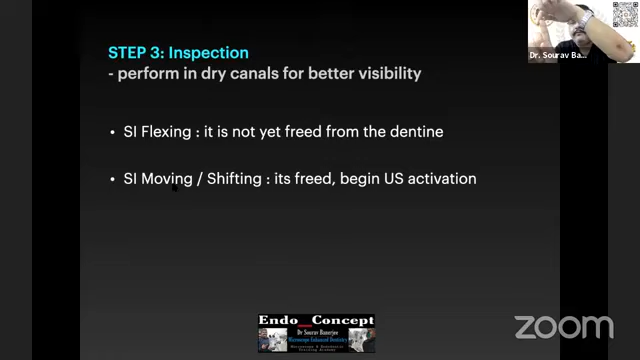 STEP 3: Inspection
- perform in dry canals for better visibility
• SI Flexing : it is not yet freed from the dentine
• SI Moving / Shifting : its freed, begin US activation
Dr. Sourav Ba...
Endo_Concept
Dr Sourav Banerjee
Microscope Enhanced Dentistry
zoom